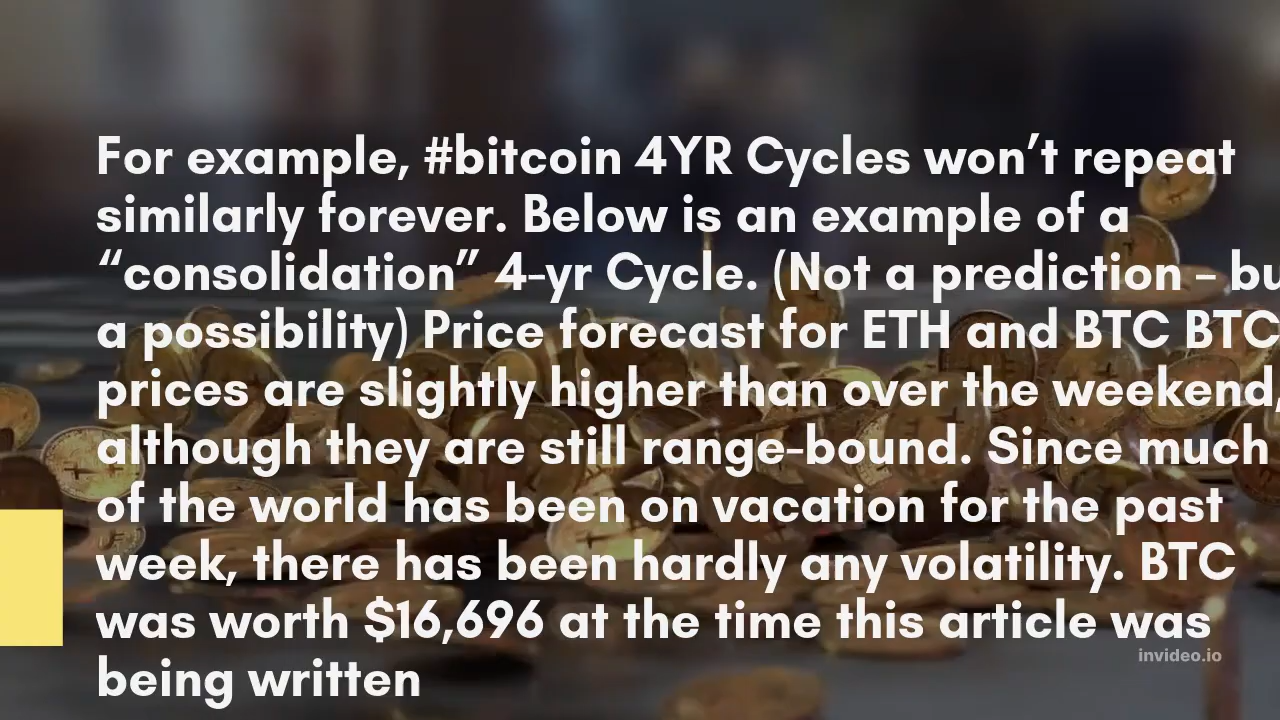 For example, #bitcoin 4YR Cycles won’t repeat
similarly forever. Below is an example of a
“consolidation” 4-yr Cycle. (Not a prediction – bu
a possibility) Price forecast for ETH and BTC BTC
prices are slightly higher than over the weekend,
although they are still range-bound. Since much
of the world has been on vacation for the past
week, there has been hardly any volatility. BTC
was worth $16,696 at the time this article was
being written
invideo.io